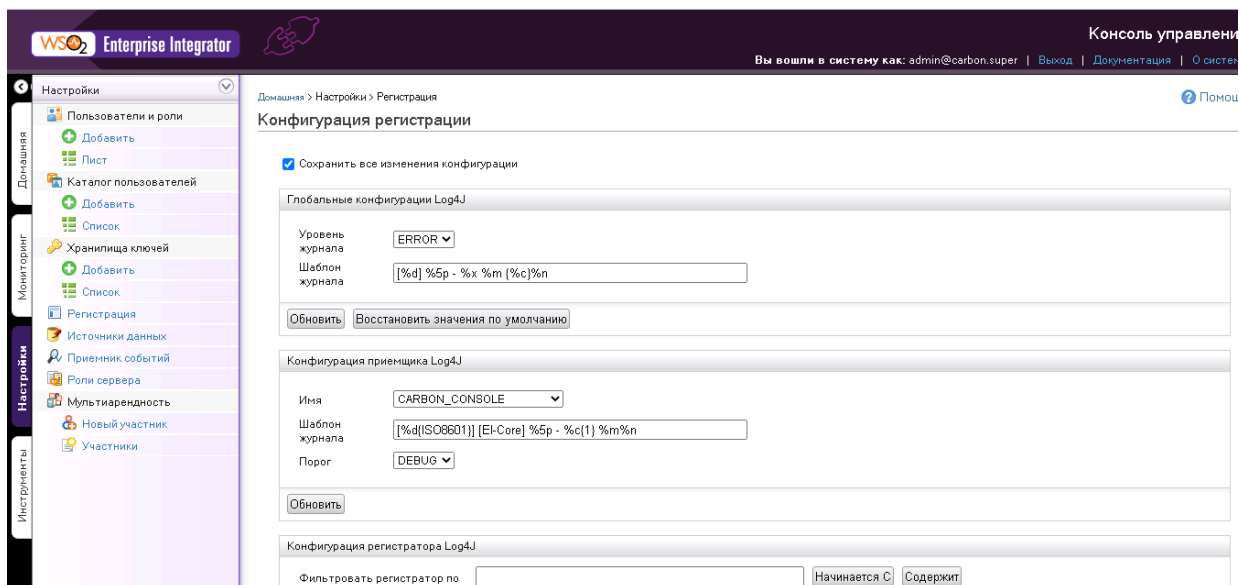 WSO2 Enterprise Integrator
Консоль управлени
Вы вошли в систему как: admin@carbon.super | Выход | Документация | О систем
Домашняя
Мониторинг
Настройки
Инструменты
Настройки
Пользователи и роли
Добавить
Лист
Каталог пользователей
Добавить
Список
Хранилища ключей
Добавить
Список
Регистрация
Источники данных
Приемник событий
Роли сервера
Мультиарендность
Новый участник
Участники
Домашняя > Настройки > Регистрация
Помощ
Конфигурация регистрации
Сохранить все изменения конфигурации
Глобальные конфигурации Log4J
Уровень журнала ERROR
Шаблон журнала [%d] %5p - %x %m {%c}%n
Обновить Восстановить значения по умолчанию
Конфигурация приемщика Log4J
Имя CARBON_CONSOLE
Шаблон журнала [%d{ISO8601}] [EI-Core] %5p - %c{1} %m%n
Порог DEBUG
Обновить
Конфигурация регистратора Log4J
Фильтровать регистратор по Начинается С Содержит